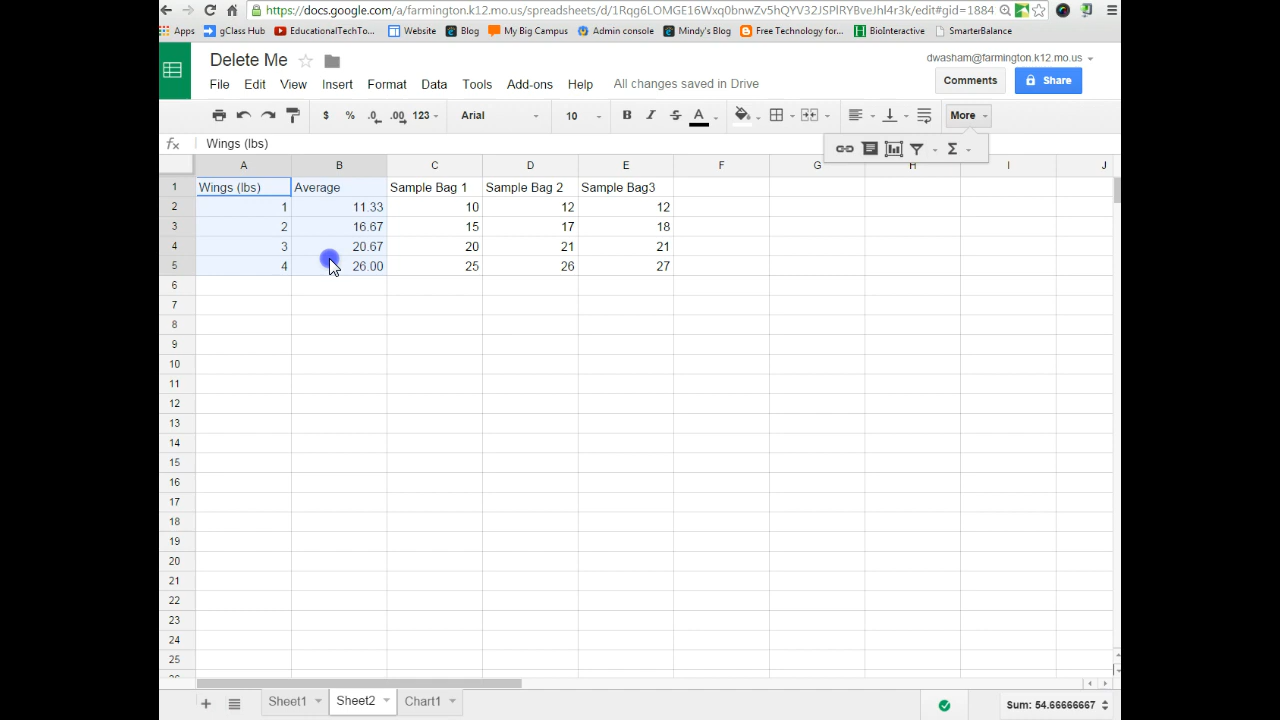 https://docs.google.com/a/farmington.k12.mo.us/spreadsheets/d/1Rqg6LOMGE16Wxq0bnwZv5hQYV32JSPlRYBveJhl4r3k/edit#gid=1884
Apps gClass Hub EducationalTechTo... Website Blog My Big Campus Admin console Mindy's Blog Free Technology for... BioInteractive SmarterBalance
Delete Me dwasham@farmington.k12.mo.us
File Edit View Insert Format Data Tools Add-ons Help All changes saved in Drive Comments Share
$ % .0 .00 123 Arial 10 B I S A More
fx Wings (lbs) Σ
A B C D E F G H I J
1 Wings (lbs) Average Sample Bag 1 Sample Bag 2 Sample Bag3
2 1 11.33 10 12 12
3 2 16.67 15 17 18
4 3 20.67 20 21 21
5 4 26.00 25 26 27
6
7
8
9
10
11
12
13
14
15
16
17
18
19
20
21
22
23
24
25
26
+ Sheet1 Sheet2 Chart1 Sum: 54.66666667